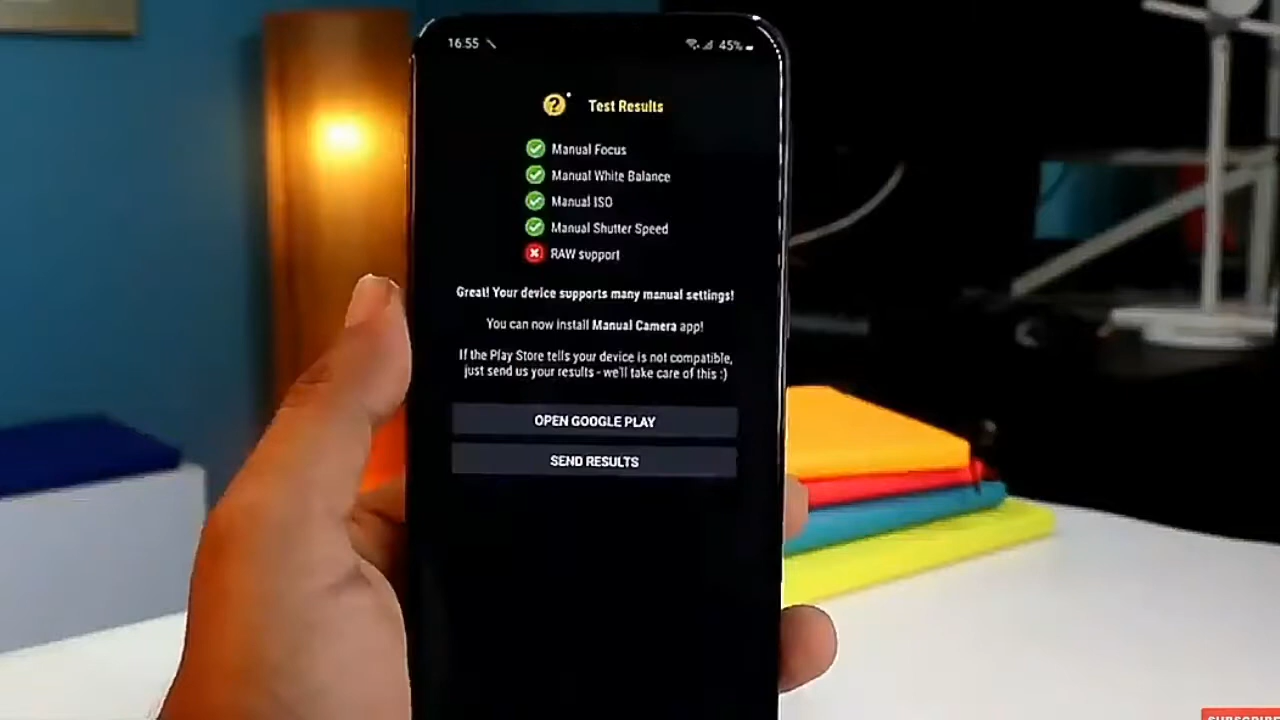 16:55
45%
Test Results
Manual Focus
Manual White Balance
Manual ISO
Manual Shutter Speed
RAW support
Great! Your device supports many manual settings!
You can now install Manual Camera app!
If the Play Store tells your device is not compatible,
just send us your results - we'll take care of this :)
OPEN GOOGLE PLAY
SEND RESULTS
SUBSCRIBE